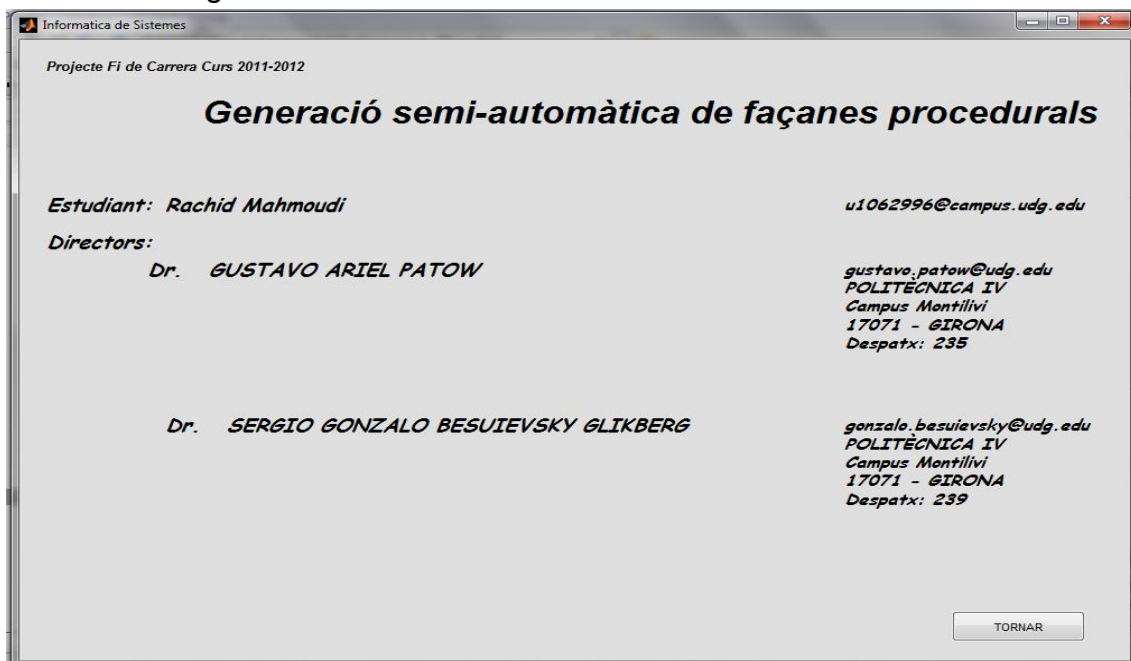 Informatica de Sistemes
Projecte Fi de Carrera Curs 2011-2012
Generació semi-automàtica de façanes procedurals
Estudiant: Rachid Mahmoudi
u1062996@campus.udg.edu
Directors:
Dr. GUSTAVO ARIEL PATOW
gustavo.patow@udg.edu
POLITÈCNICA IV
Campus Montilivi
17071 - GIRONA
Despatx: 235
Dr. SERGIO GONZALO BESUIEVSKY GLIKBERG
gonzalo.besuievsky@udg.edu
POLITÈCNICA IV
Campus Montilivi
17071 - GIRONA
Despatx: 239
TORNAR